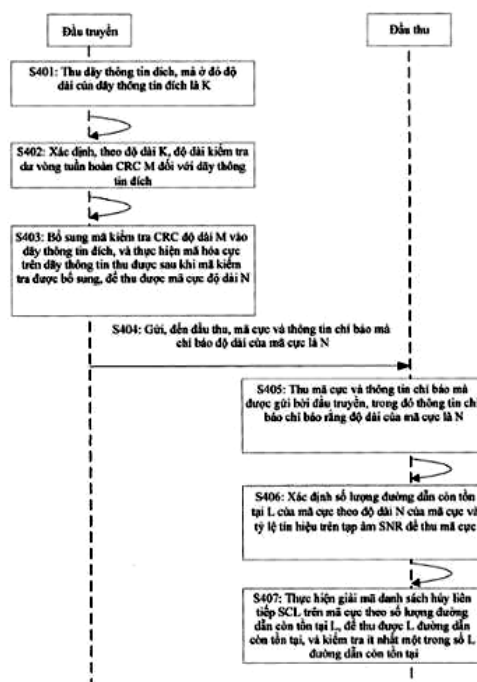 Đầu truyền
Đầu thu
S401: Thu dãy thông tin đích, mà ở đó độ
dài của dãy thông tin đích là K
S402: Xác định, theo độ dài K, độ dài kiểm tra
dư vòng tuần hoàn CRC M đối với dãy thông
tin đích
S403: Bổ sung mã kiểm tra CRC độ dài M vào
dãy thông tin đích, và thực hiện mã hóa cực
trên dãy thông tin thu được sau khi mã kiểm
tra được bổ sung, để thu được mã cực độ dài N
S404: Gửi, đến đầu thu, mã cực và thông tin chỉ báo mà
chỉ báo độ dài của mã cực là N
S405: Thu mã cực và thông tin chỉ báo mà
được gửi bởi đầu truyền, trong đó thông tin chỉ
báo chỉ báo rằng độ dài của mã cực là N
S406: Xác định số lượng đường dẫn còn tồn
tại L của mã cực theo độ dài N của mã cực và
tỷ lệ tín hiệu trên tạp âm SNR để thu mã cực
S407: Thực hiện giải mã danh sách hủy liên
tiếp SCL trên mã cực theo số lượng đường
dẫn còn tồn tại L, để thu được L đường dẫn
còn tồn tại, và kiểm tra ít nhất một trong số L
đường dẫn còn tồn tại